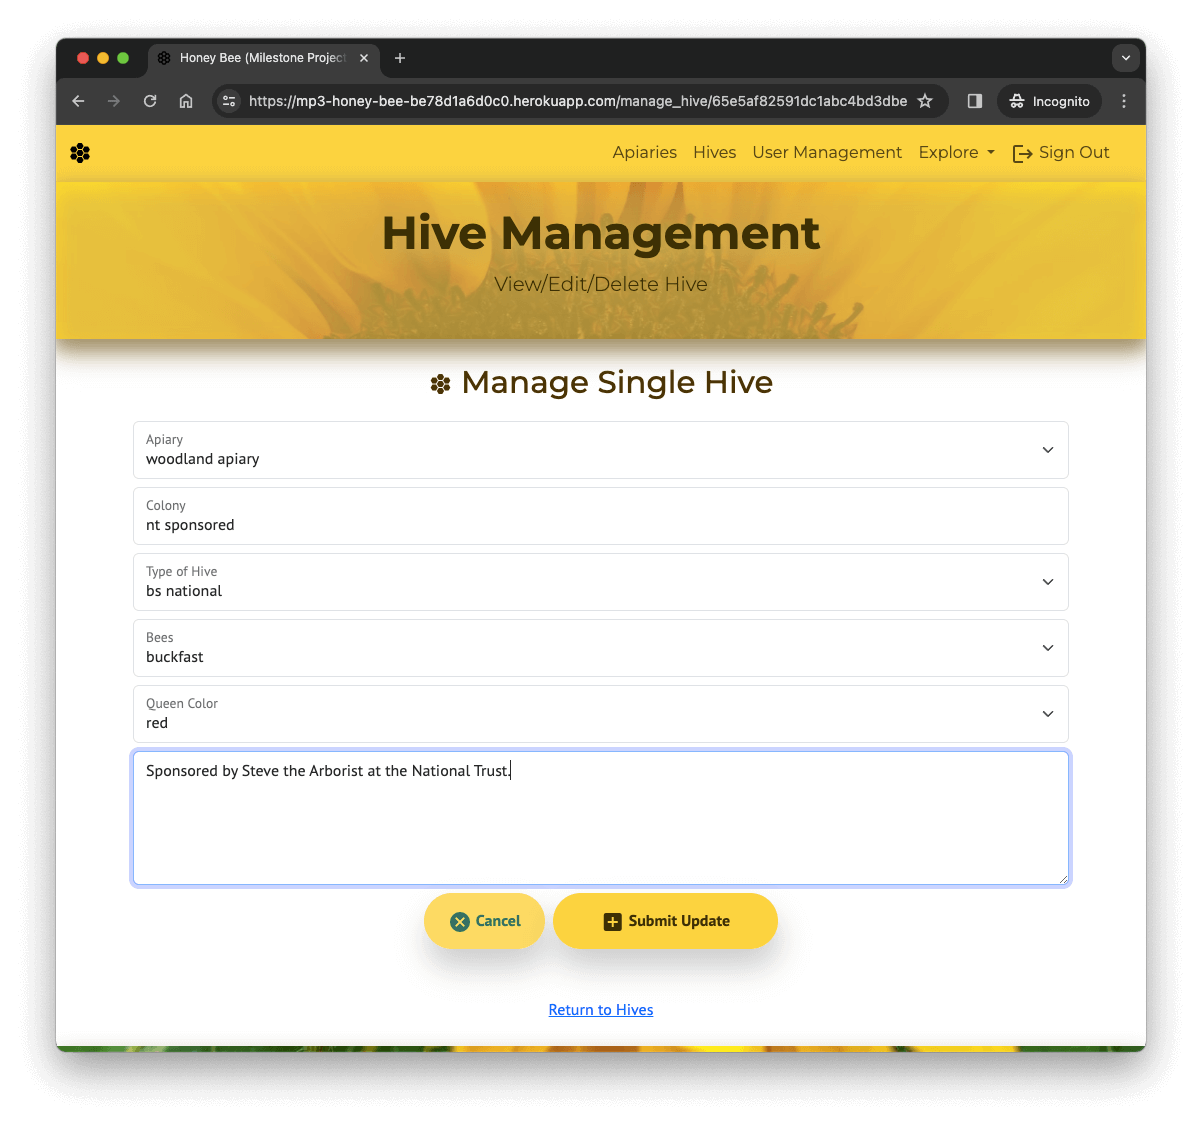 Honey Bee (Milestone Project
https://mp3-honey-bee-be78d1a6d0c0.herokuapp.com/manage_hive/65e5af82591dc1abc4bd3dbe
Incognito
Apiaries Hives User Management Explore Sign Out
Hive Management
View/Edit/Delete Hive
Manage Single Hive
Apiary
woodland apiary
Colony
nt sponsored
Type of Hive
bs national
Bees
buckfast
Queen Color
red
Sponsored by Steve the Arborist at the National Trust.
Cancel Submit Update
Return to Hives